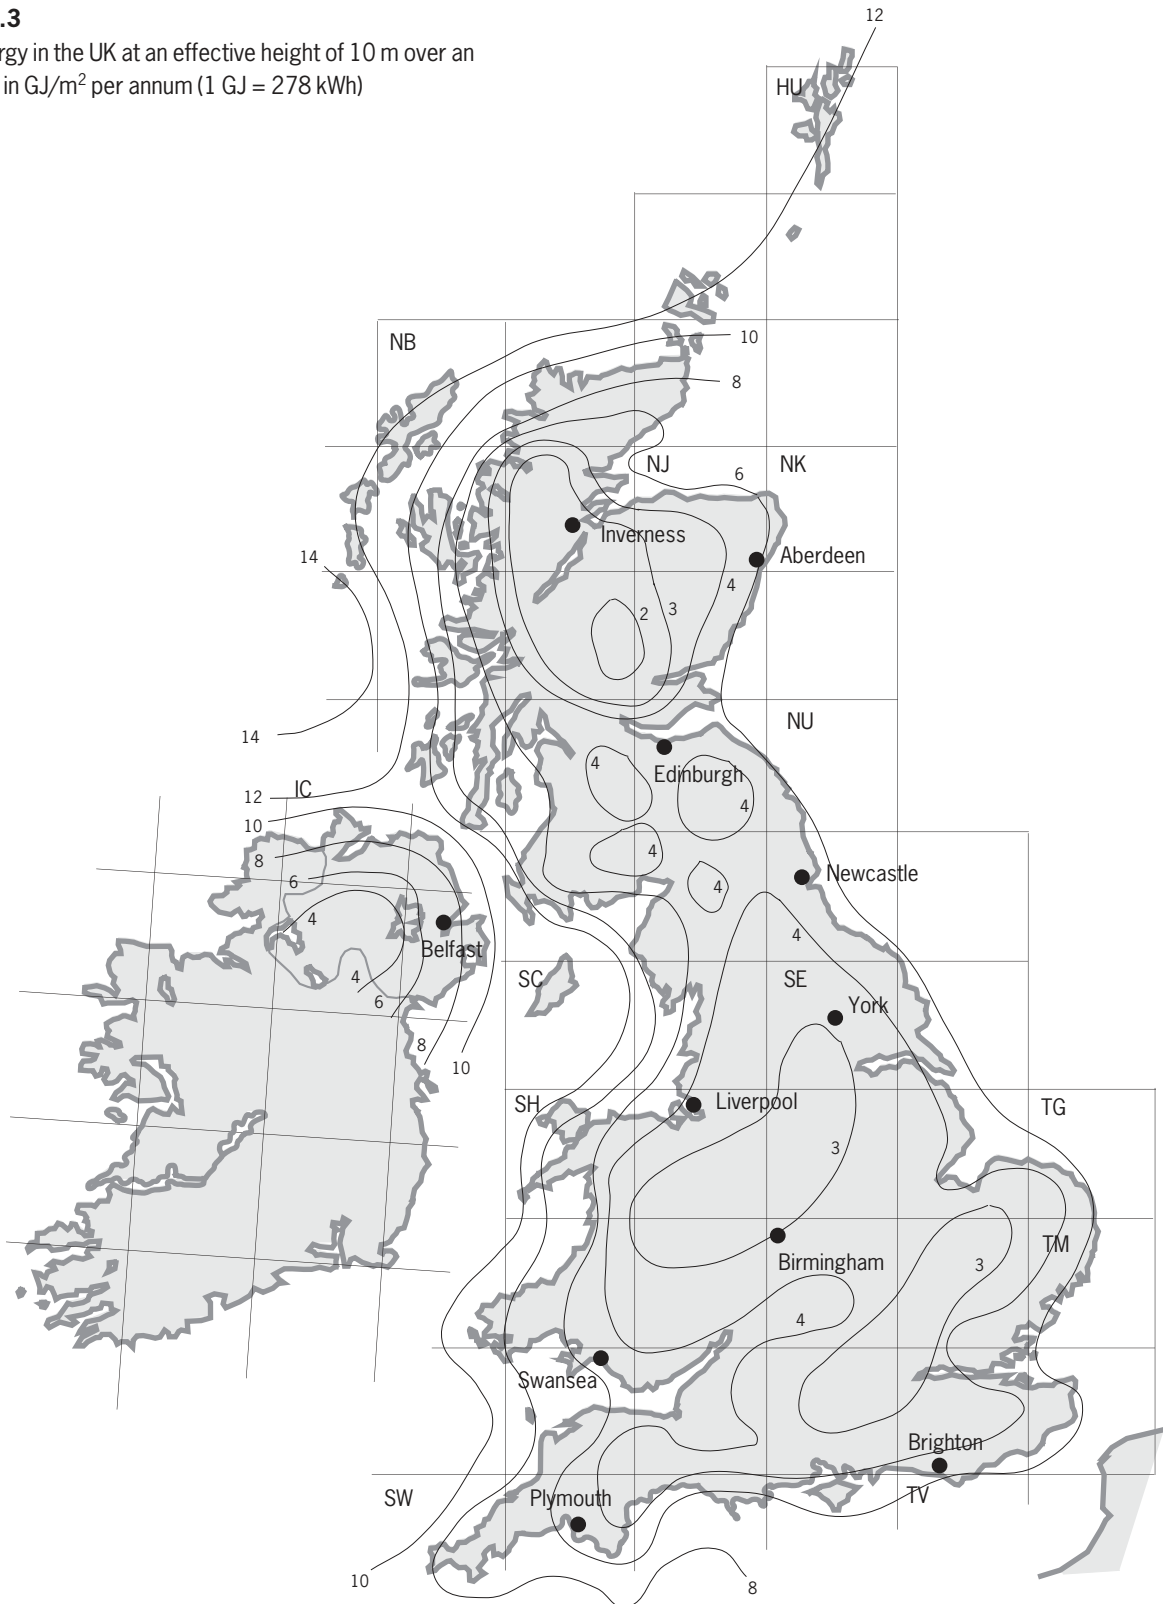 .3
rgy in the UK at an effective height of 10 m over an
in GJ/m² per annum (1 GJ = 278 kWh)
12
HU
NB
10
8
NJ
NK
6
Inverness
14
Aberdeen
4
2
3
NU
14
4
Edinburgh
IC
12
4
10
8
4
6
4
Newcastle
4
4
Belfast
4
SC
SE
6
York
8
10
SH
Liverpool
TG
3
TM
Birmingham
3
4
Swansea
Brighton
SW
Plymouth
TV
10
8